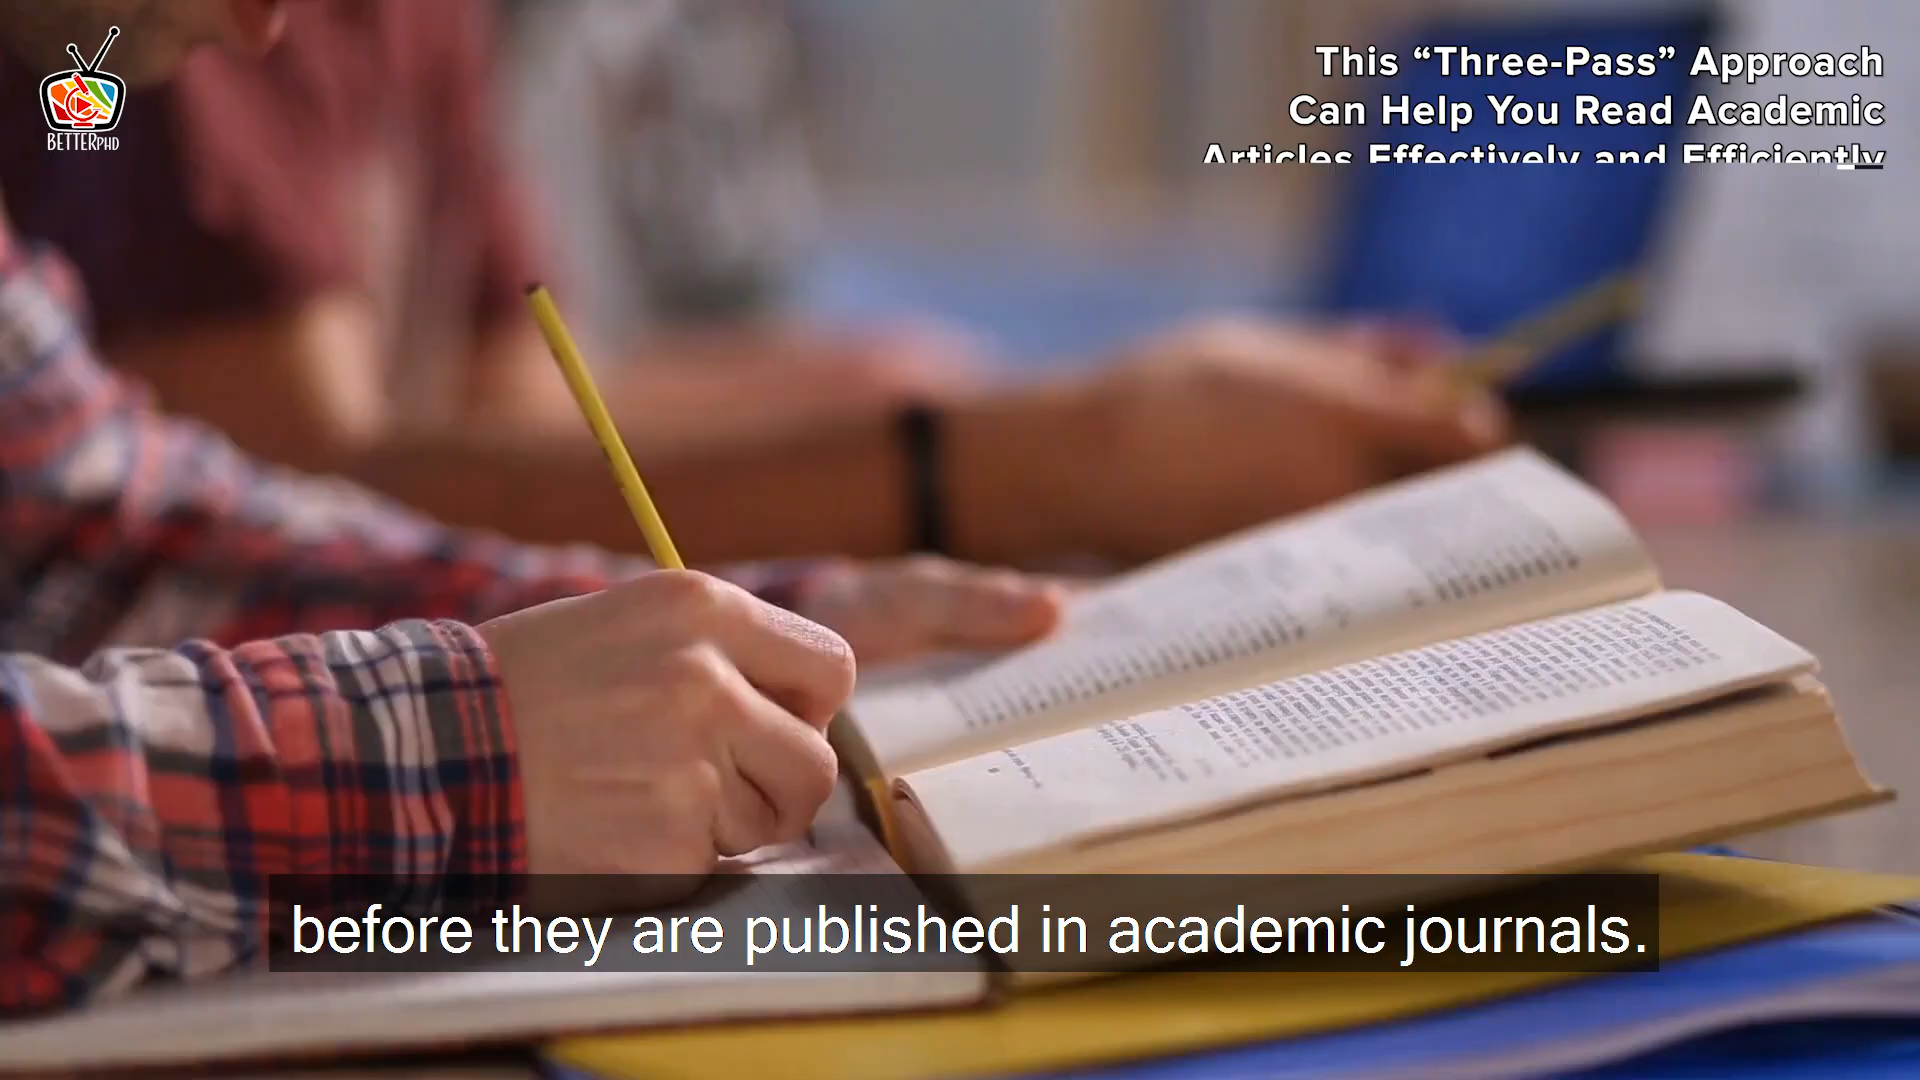 BETTERPHD
This “Three-Pass” Approach
Can Help You Read Academic
Articles Effectively and Efficiently
before they are published in academic journals.